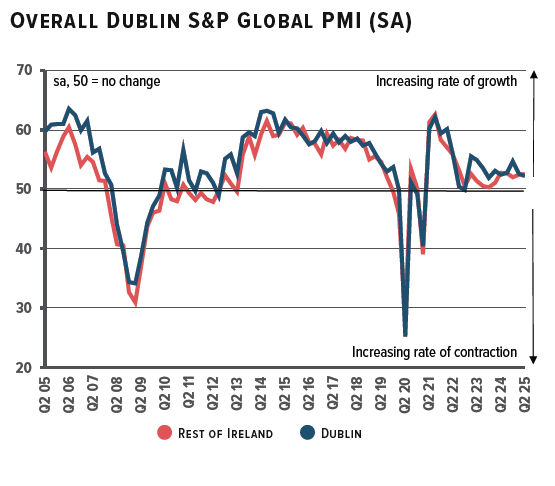 OVERALL DUBLIN S&P GLOBAL PMI (SA)
70
sa, 50 = no change
Increasing rate of growth
60
50
40
30
Increasing rate of contraction
20
Q2 05
Q2 06
Q2 07
Q2 08
Q2 09
Q2 10
Q2 11
Q2 12
Q2 13
Q2 14
Q2 15
Q2 16
Q2 17
Q2 18
Q2 19
Q2 20
Q2 21
Q2 22
Q2 23
Q2 24
Q2 25
REST OF IRELAND
DUBLIN